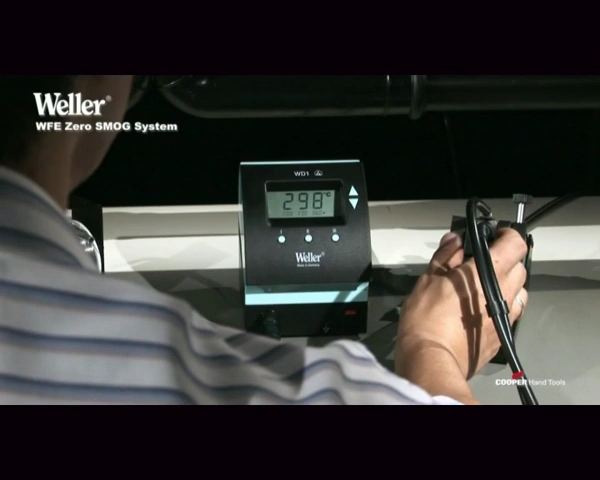 Weller®
WFE Zero SMOG System
WD1
298°C
Weller®
COOPER Hand Tools